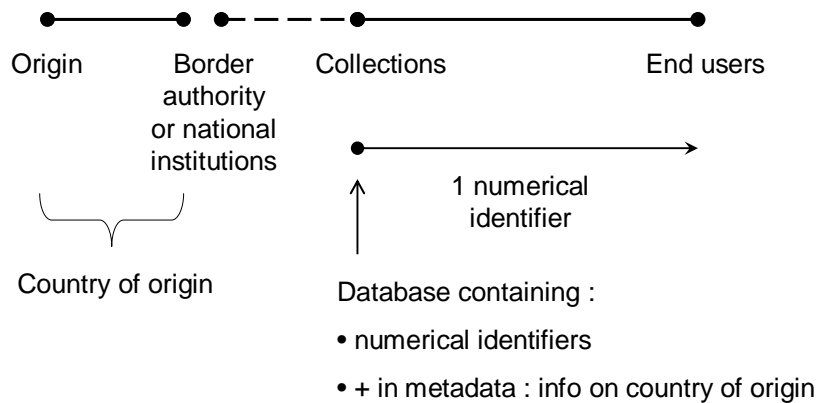 Origin
Border
authority
or national
institutions
Collections
End users
1 numerical
identifier
Country of origin
Database containing :
• numerical identifiers
• + in metadata : info on country of origin